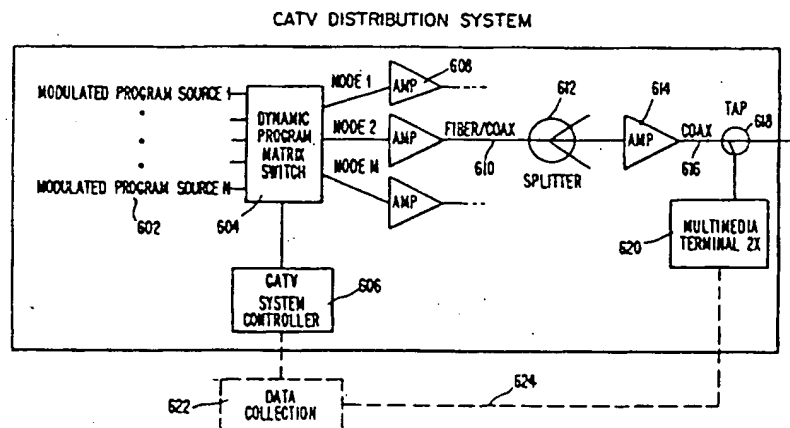 CATV DISTRIBUTION SYSTEM
MODULATED PROGRAM SOURCE 1
MODULATED PROGRAM SOURCE N
602
DYNAMIC
PROGRAM
MATRIX
SWITCH
604
NODE 1
NODE 2
NODE M
AMP
608
AMP
AMP
FIBER/COAX
610
612
SPLITTER
614
AMP
COAX
616
TAP
618
620
MULTIMEDIA
TERMINAL 2X
CATV
SYSTEM
CONTROLLER
606
622
DATA
COLLECTION
624